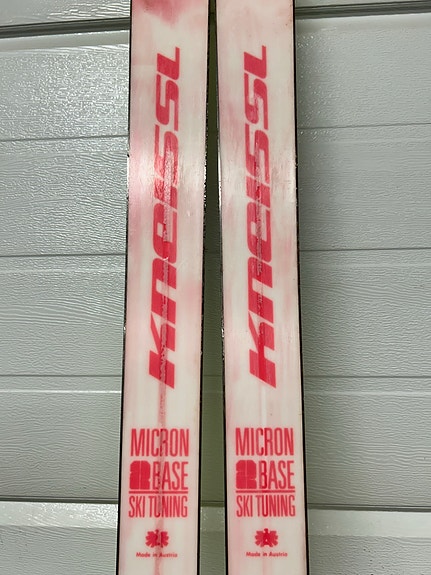 kneissl
MICRON
BASE
SKI TUNING
Made in Austria
kneissl
MICRON
BASE
SKI TUNING
Made in Austria